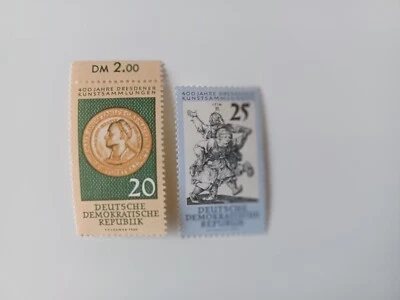 DM 2.00
400 JAHRE DRESDENER
KUNSTSAMMLUNGEN
20
DEUTSCHE
DEMOKRATISCHE
REPUBLIK
400 JAHRE DRESDENER
KUNSTSAMMLUNGEN
25
DEUTSCHE
DEMOKRATISCHE
REPUBLIK